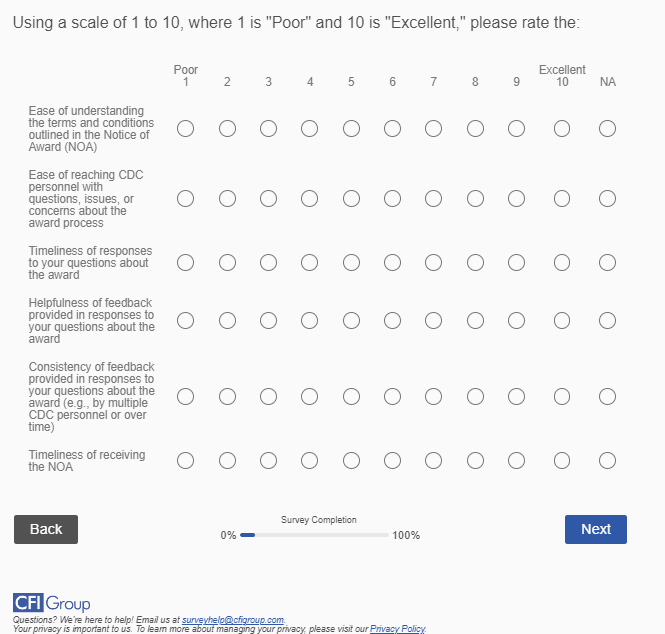 Using a scale of 1 to 10, where 1 is "Poor" and 10 is "Excellent," please rate the:
Poor Excellent
1 2 3 4 5 6 7 8 9 10 NA
Ease of understanding
the terms and conditions
outlined in the Notice of
Award (NOA)
Ease of reaching CDC
personnel with
questions, issues, or
concerns about the
award process
Timeliness of responses
to your questions about
the award
Helpfulness of feedback
provided in responses to
your questions about the
award
Consistency of feedback
provided in responses to
your questions about the
award (e.g., by multiple
CDC personnel or over
time)
Timeliness of receiving
the NOA
Back
Survey Completion
0% 100%
Next
CFI Group
Questions? We're here to help! Email us at surveyhelp@cfigroup.com.
Your privacy is important to us. To learn more about managing your privacy, please visit our Privacy Policy.